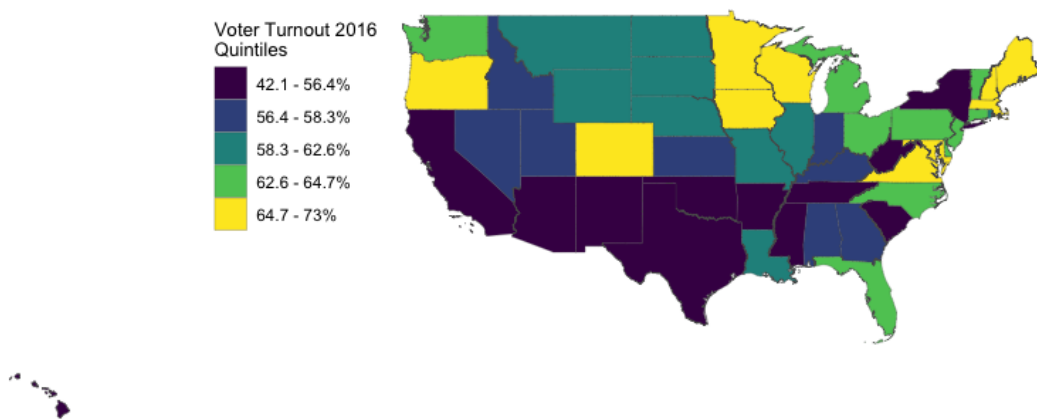 Voter Turnout 2016
Quintiles
42.1 - 56.4%
56.4 - 58.3%
58.3 - 62.6%
62.6 - 64.7%
64.7 - 73%